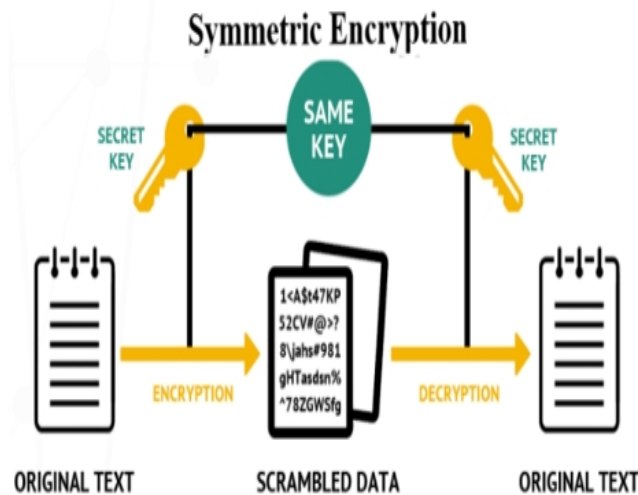 Symmetric Encryption
SECRET
KEY
SAME
KEY
SECRET
KEY
1<A$t47KP
52CV#@>?
8\jahs#981
gHTasdsn%
^78ZGWSfg
ENCRYPTION
DECRYPTION
ORIGINAL TEXT
SCRAMBLED DATA
ORIGINAL TEXT